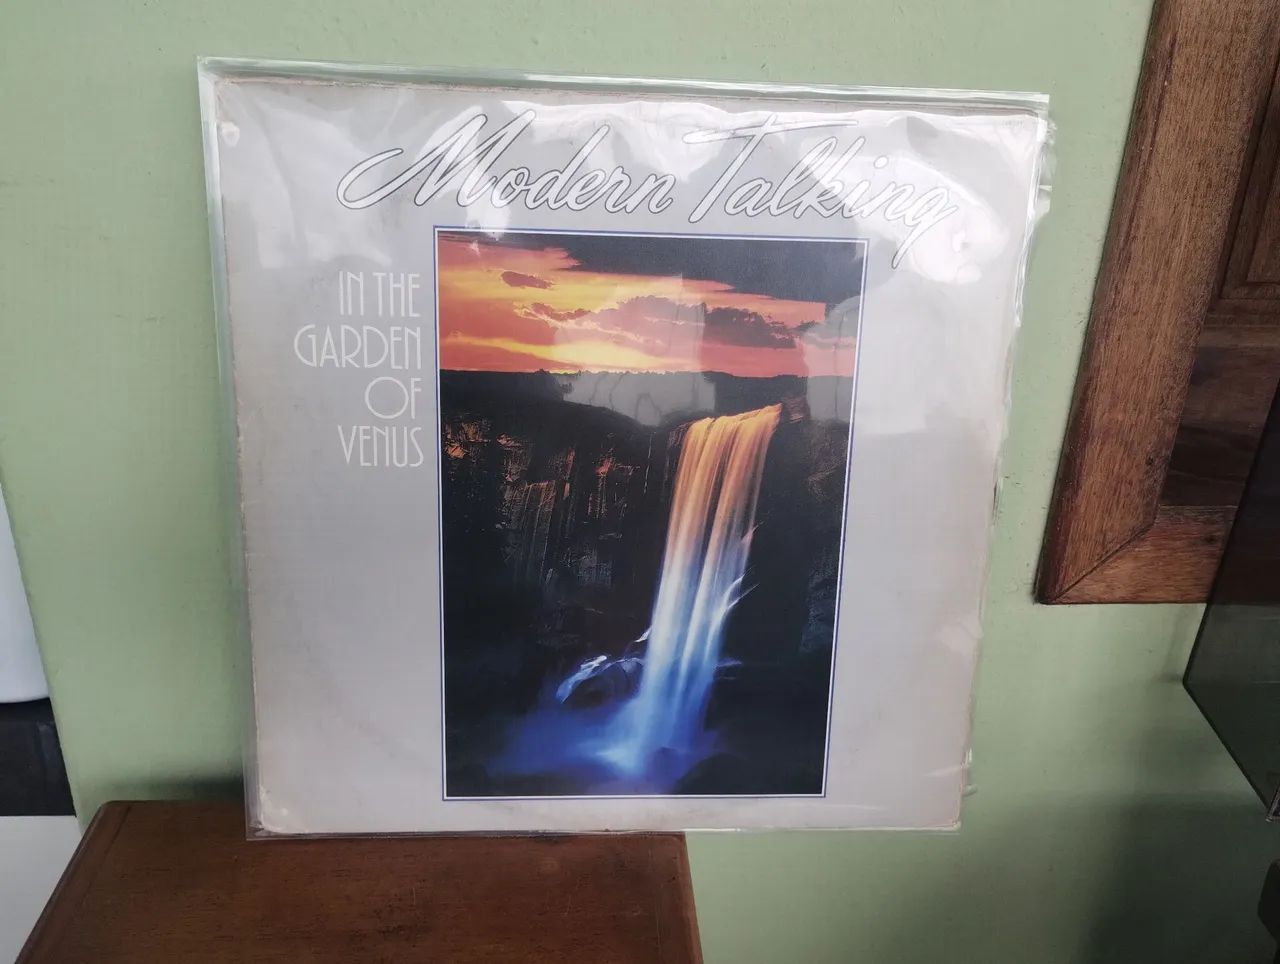 Modern Talking
IN THE
GARDEN
OF
VENUS